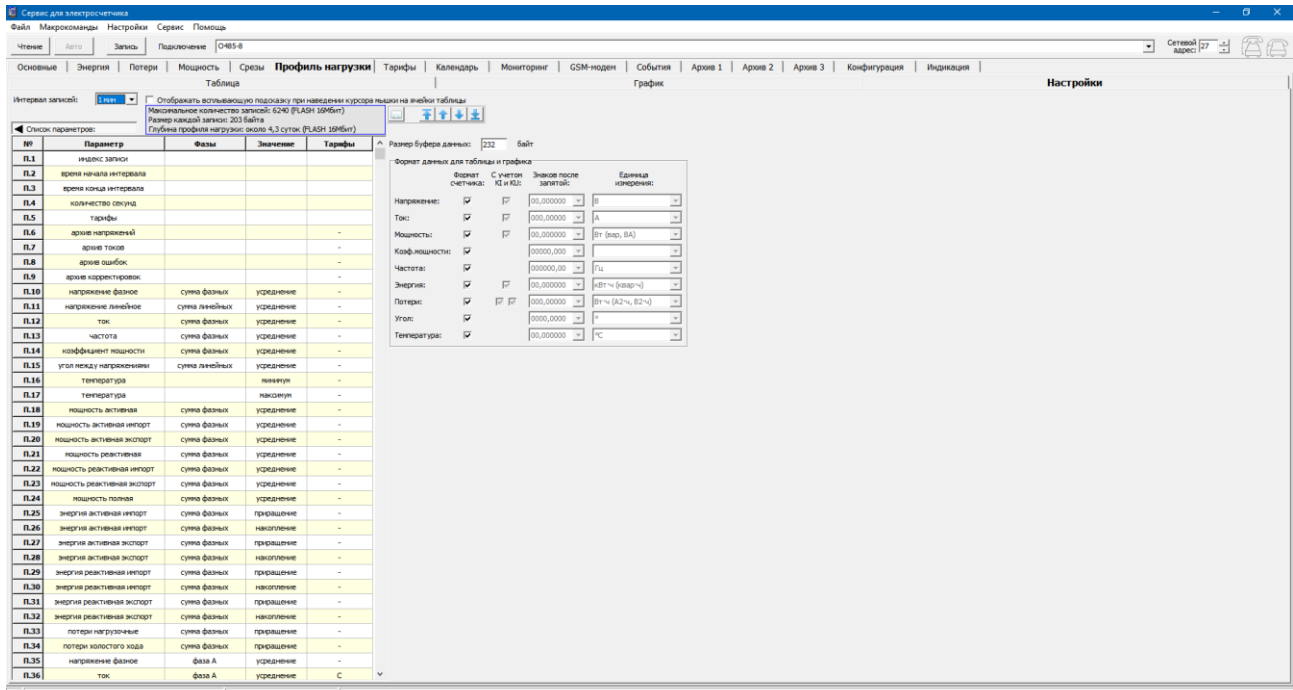 Сервис для электросчетчика
Файл Макрокоманды Настройки Сервис Помощь
Чтение Авто Запись Подключение O485-8 Сетевой адрес: 27
Основные Энергия Потери Мощность Срезы Профиль нагрузки Тарифы Календарь Мониторинг GSM-модем События Архив 1 Архив 2 Архив 3 Конфигурация Индикация
Таблица График Настройки
Интервал записей: 1 мин Отображать всплывающую подсказку при наведении курсора мышки на ячейки таблицы
Максимальное количество записей: 6240 (FLASH 16Мбит)
Размер каждой записи: 203 байта
Глубина профиля нагрузки: около 4,3 суток (FLASH 16Мбит)
Список параметров:
№ Параметр Фазы Значение Тарифы
П.1 индекс записи
П.2 время начала интервала
П.3 время конца интервала
П.4 количество секунд
П.5 тарифы
П.6 архив напряжений -
П.7 архив токов -
П.8 архив ошибок -
П.9 архив корректировок -
П.10 напряжение фазное сумма фазных усреднение -
П.11 напряжение линейное сумма линейных усреднение -
П.12 ток сумма фазных усреднение -
П.13 частота сумма фазных усреднение -
П.14 коэффициент мощности сумма фазных усреднение -
П.15 угол между напряжениями сумма линейных усреднение -
П.16 температура минимум -
П.17 температура максимум -
П.18 мощность активная сумма фазных усреднение -
П.19 мощность активная импорт сумма фазных усреднение -
П.20 мощность активная экспорт сумма фазных усреднение -
П.21 мощность реактивная сумма фазных усреднение -
П.22 мощность реактивная импорт сумма фазных усреднение -
П.23 мощность реактивная экспорт сумма фазных усреднение -
П.24 мощность полная сумма фазных усреднение -
П.25 энергия активная импорт сумма фазных приращение -
П.26 энергия активная импорт сумма фазных накопление -
П.27 энергия активная экспорт сумма фазных приращение -
П.28 энергия активная экспорт сумма фазных накопление -
П.29 энергия реактивная импорт сумма фазных приращение -
П.30 энергия реактивная импорт сумма фазных накопление -
П.31 энергия реактивная экспорт сумма фазных приращение -
П.32 энергия реактивная экспорт сумма фазных накопление -
П.33 потери нагрузочные сумма фазных приращение -
П.34 потери холостого хода сумма фазных приращение -
П.35 напряжение фазное фаза A усреднение -
П.36 ток фаза A усреднение С
Размер буфера данных: 232 байт
Формат данных для таблицы и графика
Формат счетчика: С учетом KI и KU: Знаков после запятой: Единица измерения:
Напряжение: 00,000000 В
Ток: 000,00000 А
Мощность: 00,000000 Вт (вар, ВА)
Коэф.мощности: 00000,000
Частота: 000000,00 Гц
Энергия: 00,000000 кВт·ч (квар·ч)
Потери: 000,00000 Вт·ч (А2·ч, В2·ч)
Угол: 0000,0000 °
Температура: 00,000000 °C